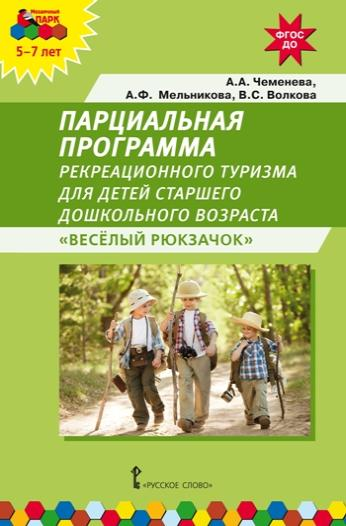 Мозаичный
ПАРК
5–7 лет
ФГОС
ДО
А.А. Чеменева,
А.Ф. Мельникова, В.С. Волкова
ПАРЦИАЛЬНАЯ
ПРОГРАММА
РЕКРЕАЦИОННОГО ТУРИЗМА
ДЛЯ ДЕТЕЙ СТАРШЕГО
ДОШКОЛЬНОГО ВОЗРАСТА
«ВЕСЁЛЫЙ РЮКЗАЧОК»
«РУССКОЕ СЛОВО»